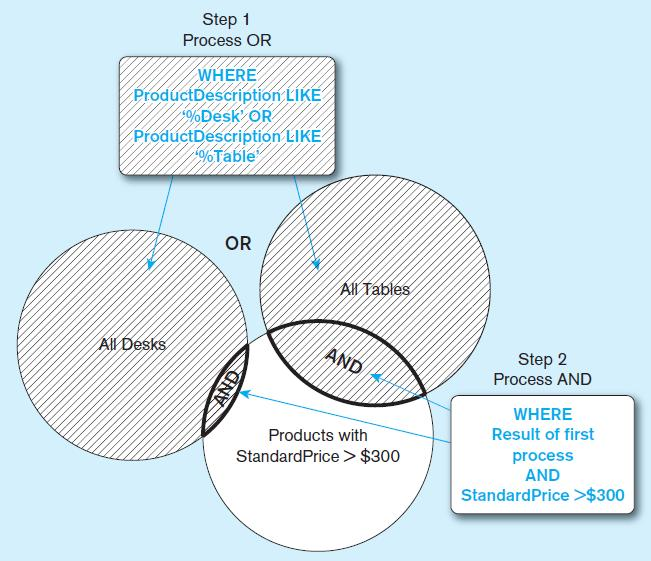 Step 1
Process OR
WHERE
ProductDescription LIKE
'%Desk' OR
ProductDescription LIKE
'%Table'
OR
All Tables
All Desks
AND
AND
Products with
StandardPrice > $300
Step 2
Process AND
WHERE
Result of first
process
AND
StandardPrice >$300